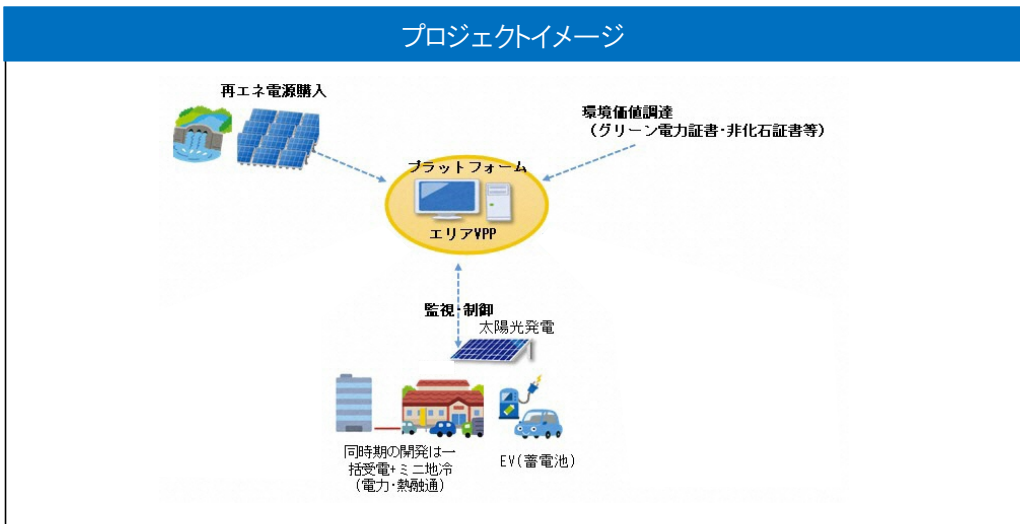 プロジェクトイメージ
再エネ電源購入
環境価値調達
（グリーン電力証書・非化石証書等）
プラットフォーム
エリアVPP
監視・制御
太陽光発電
同時期の開発は一
括受電+ミニ地冷
（電力・熱融通）
EV(蓄電池)